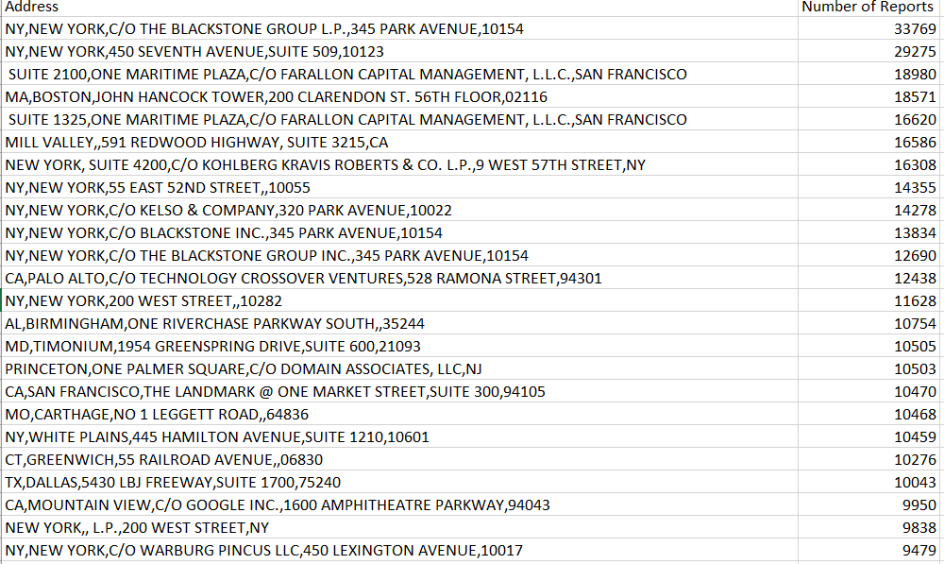 Address Number of Reports
NY,NEW YORK,C/O THE BLACKSTONE GROUP L.P.,345 PARK AVENUE,10154 33769
NY,NEW YORK,450 SEVENTH AVENUE,SUITE 509,10123 29275
SUITE 2100,ONE MARITIME PLAZA,C/O FARALLON CAPITAL MANAGEMENT, L.L.C.,SAN FRANCISCO 18980
MA,BOSTON,JOHN HANCOCK TOWER,200 CLARENDON ST. 56TH FLOOR,02116 18571
SUITE 1325,ONE MARITIME PLAZA,C/O FARALLON CAPITAL MANAGEMENT, L.L.C.,SAN FRANCISCO 16620
MILL VALLEY,,591 REDWOOD HIGHWAY, SUITE 3215,CA 16586
NEW YORK, SUITE 4200,C/O KOHLBERG KRAVIS ROBERTS & CO. L.P.,9 WEST 57TH STREET,NY 16308
NY,NEW YORK,55 EAST 52ND STREET,,10055 14355
NY,NEW YORK,C/O KELSO & COMPANY,320 PARK AVENUE,10022 14278
NY,NEW YORK,C/O BLACKSTONE INC.,345 PARK AVENUE,10154 13834
NY,NEW YORK,C/O THE BLACKSTONE GROUP INC.,345 PARK AVENUE,10154 12690
CA,PALO ALTO,C/O TECHNOLOGY CROSSOVER VENTURES,528 RAMONA STREET,94301 12438
NY,NEW YORK,200 WEST STREET,,10282 11628
AL,BIRMINGHAM,ONE RIVERCHASE PARKWAY SOUTH,,35244 10754
MD,TIMONIUM,1954 GREENSPRING DRIVE,SUITE 600,21093 10505
PRINCETON,ONE PALMER SQUARE,C/O DOMAIN ASSOCIATES, LLC,NJ 10503
CA,SAN FRANCISCO,THE LANDMARK @ ONE MARKET STREET,SUITE 300,94105 10470
MO,CARTHAGE,NO 1 LEGGETT ROAD,,64836 10468
NY,WHITE PLAINS,445 HAMILTON AVENUE,SUITE 1210,10601 10459
CT,GREENWICH,55 RAILROAD AVENUE,,06830 10276
TX,DALLAS,5430 LBJ FREEWAY,SUITE 1700,75240 10043
CA,MOUNTAIN VIEW,C/O GOOGLE INC.,1600 AMPHITHEATRE PARKWAY,94043 9950
NEW YORK,, L.P.,200 WEST STREET,NY 9838
NY,NEW YORK,C/O WARBURG PINCUS LLC,450 LEXINGTON AVENUE,10017 9479